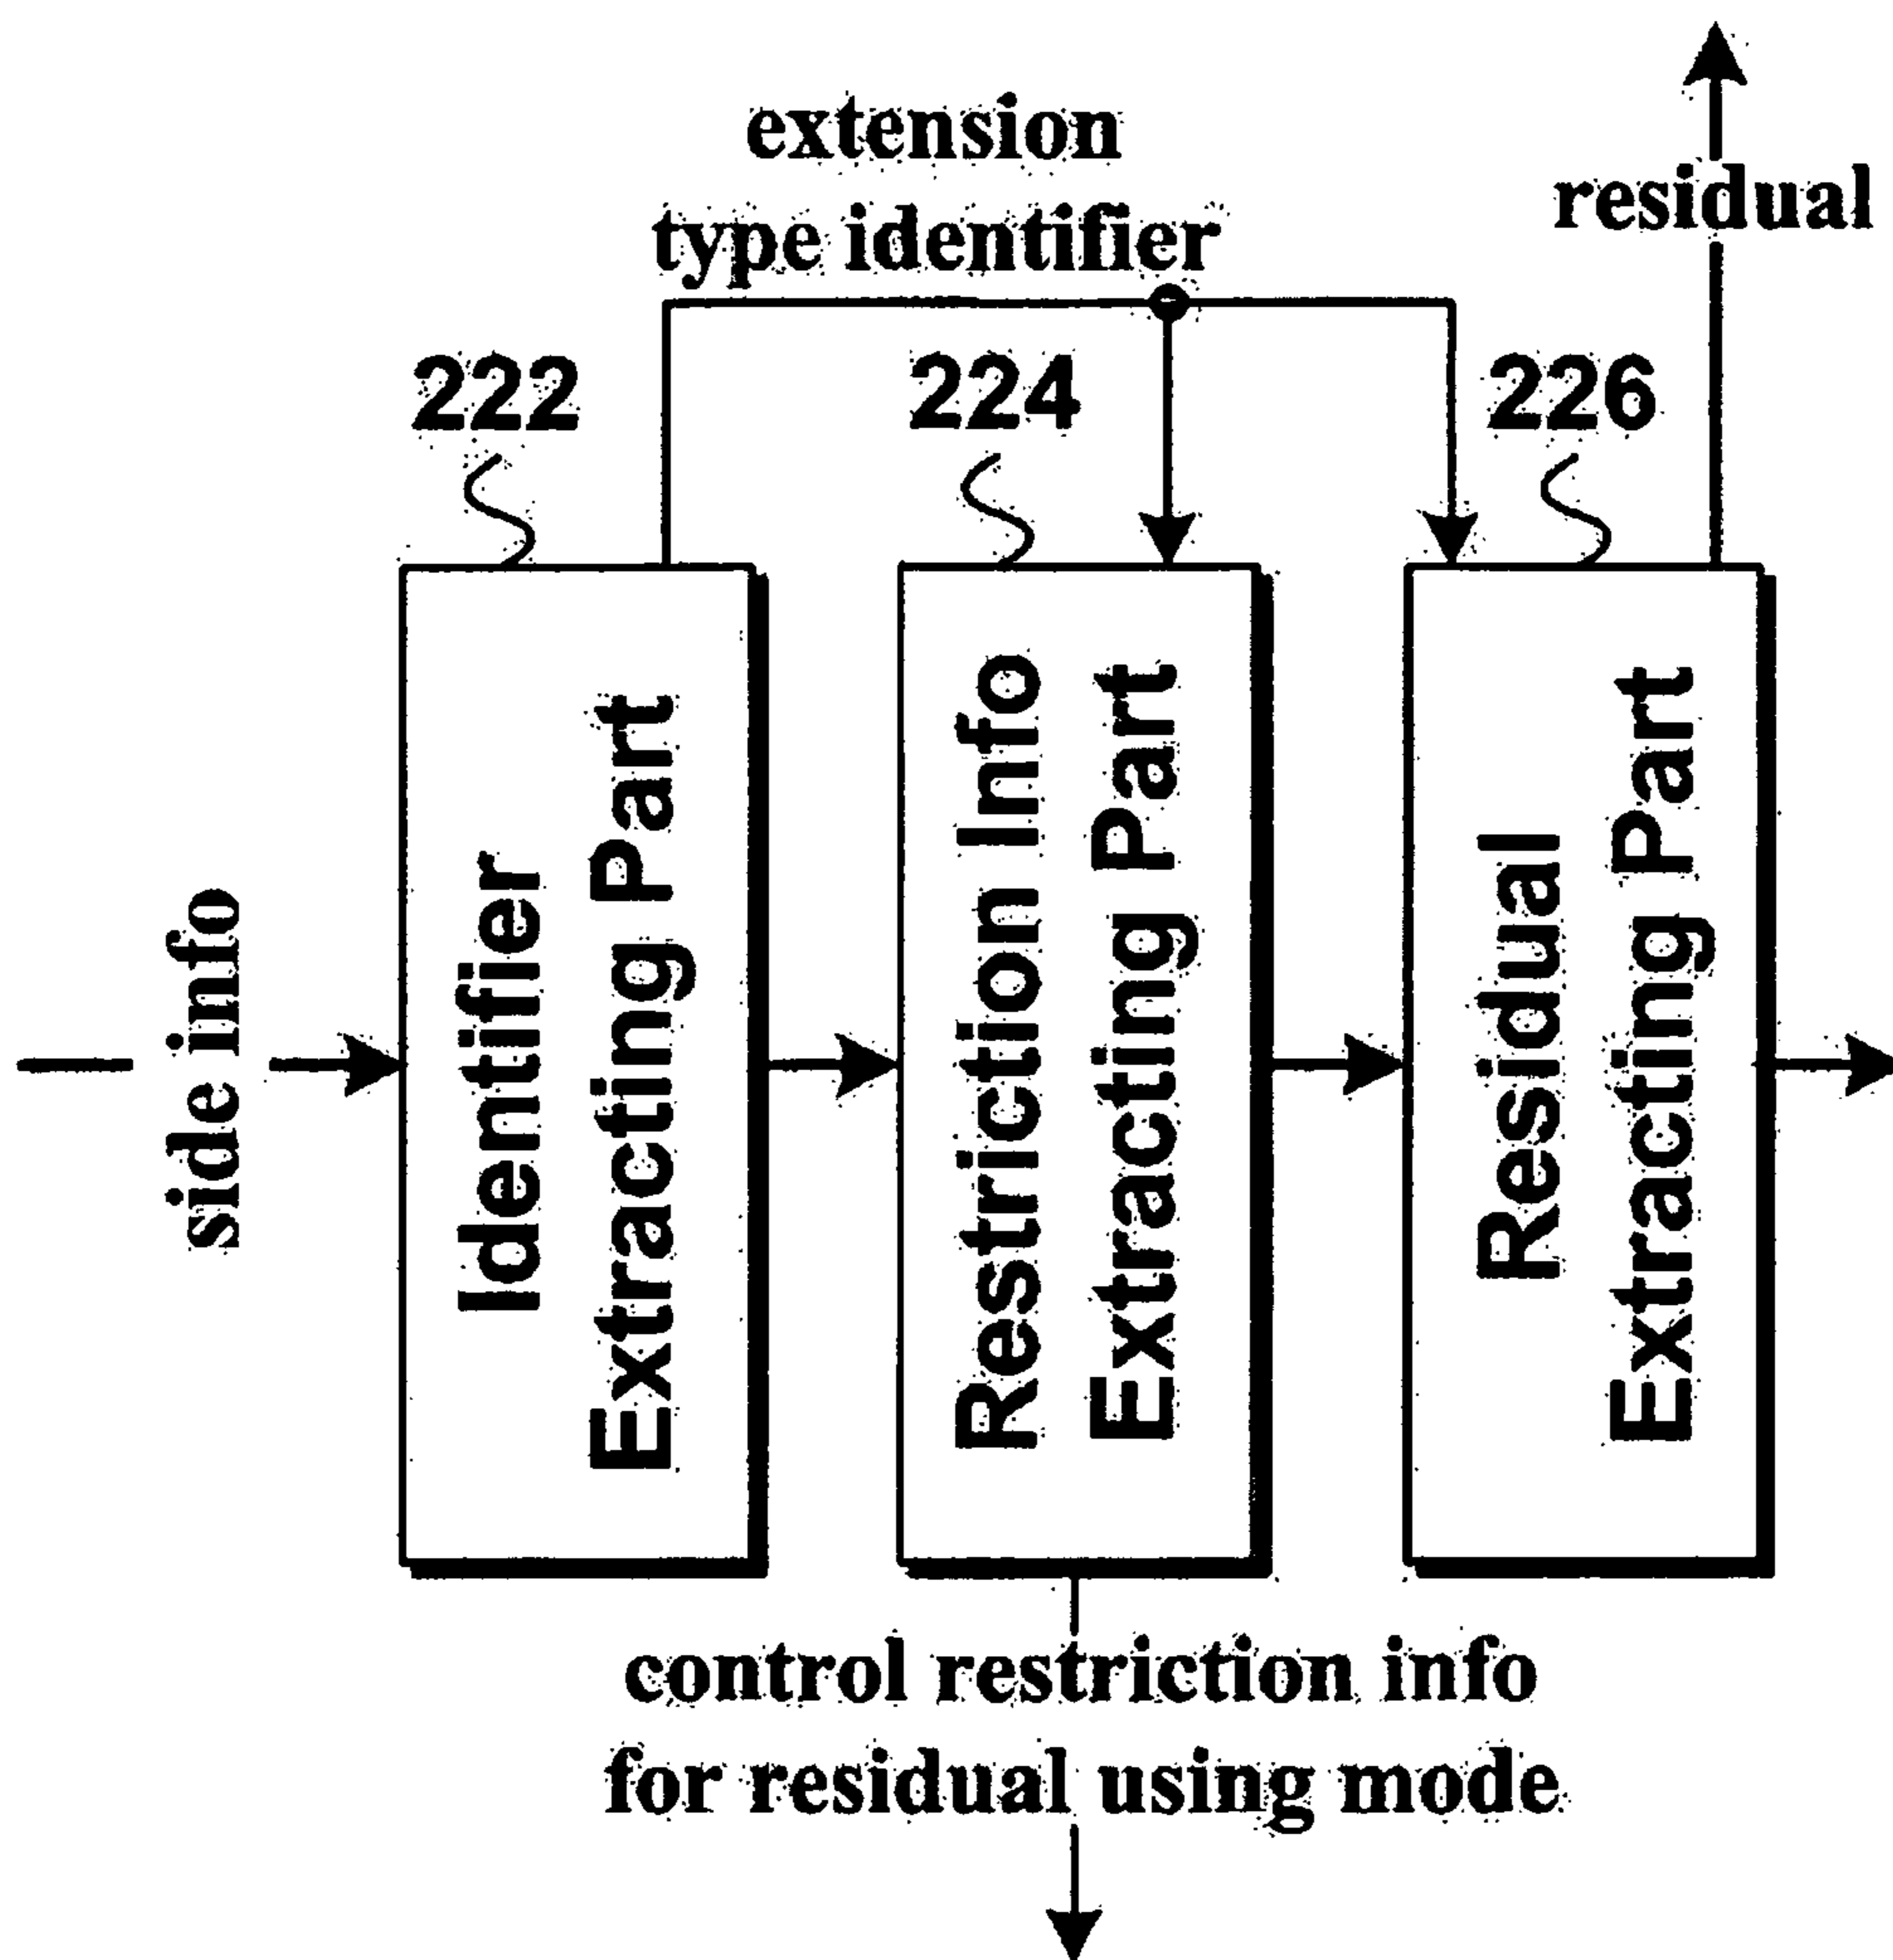 extension
type identifier
residual
222
224
226
side info
Identifier
Extracting Part
Restriction Info
Extracting Part
Residual
Extracting Part
control restriction info
for residual using mode